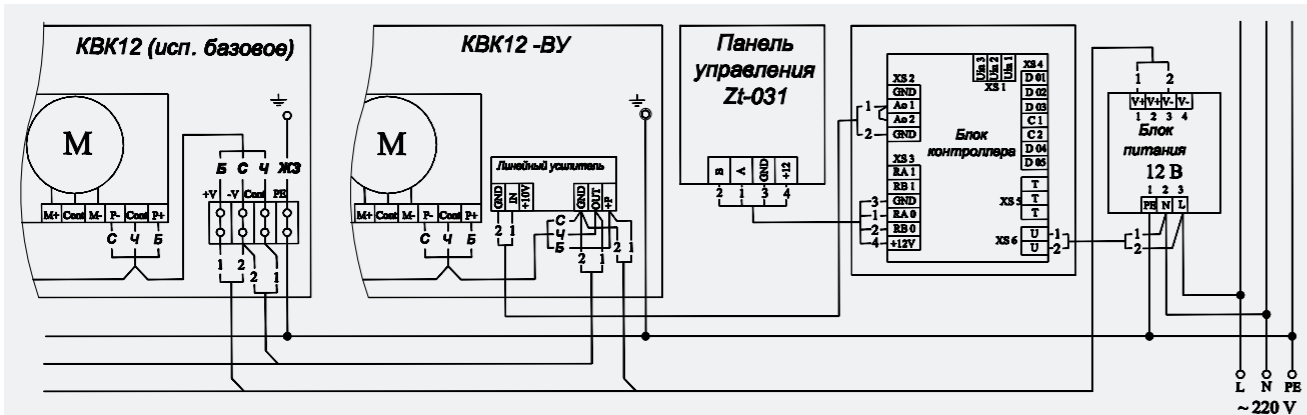 КВК12 (исп. базовое)
М
Б С Ч ЖЗ
+V -V Cont PE
M+ Cont M- P- Cont P+
С Ч Б
1 2 2 1
КВК12 -ВУ
М
M+ Cont M- P- Cont P+
С Ч Б
Линейный усилитель
GND IN +10V
GND OUT +P
2 1
С
Ч
Б
2 1 2 1
Панель
управления
Zt-031
B A GND +12
2 1 3 4
Uin 3 Uin 2 Uin 1
XS 1
XS 2
GND
Ao 1
Ao 2
GND
1
2
XS 3
RA 1
RB 1
GND
RA 0
RB 0
+12V
3
1
2
4
Блок
контроллера
XS 4
D 01
D 02
D 03
C 1
C 2
D 04
D 05
XS 5
T
T
T
XS 6
U
U
1
2
1
2
1 2
V+ V+ V- V-
1 2 3 4
Блок
питания
12 В
1 2 3
PE N L
L N PE
~ 220 V